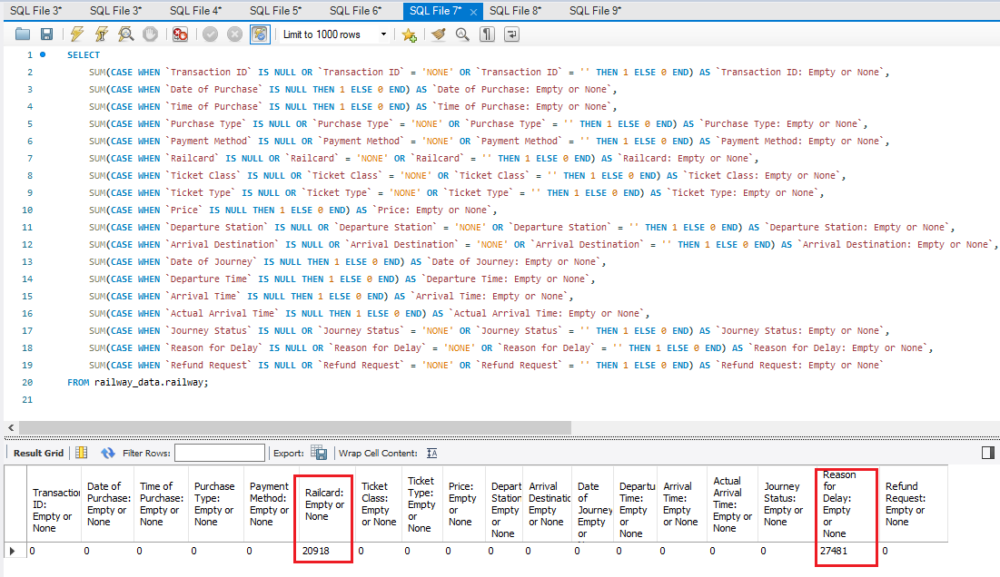 SQL File 3* SQL File 3* SQL File 4* SQL File 5* SQL File 6* SQL File 7* SQL File 8* SQL File 9*
Limit to 1000 rows
1 SELECT
2 SUM(CASE WHEN `Transaction ID` IS NULL OR `Transaction ID` = 'NONE' OR `Transaction ID` = '' THEN 1 ELSE 0 END) AS `Transaction ID: Empty or None`,
3 SUM(CASE WHEN `Date of Purchase` IS NULL THEN 1 ELSE 0 END) AS `Date of Purchase: Empty or None`,
4 SUM(CASE WHEN `Time of Purchase` IS NULL THEN 1 ELSE 0 END) AS `Time of Purchase: Empty or None`,
5 SUM(CASE WHEN `Purchase Type` IS NULL OR `Purchase Type` = 'NONE' OR `Purchase Type` = '' THEN 1 ELSE 0 END) AS `Purchase Type: Empty or None`,
6 SUM(CASE WHEN `Payment Method` IS NULL OR `Payment Method` = 'NONE' OR `Payment Method` = '' THEN 1 ELSE 0 END) AS `Payment Method: Empty or None`,
7 SUM(CASE WHEN `Railcard` IS NULL OR `Railcard` = 'NONE' OR `Railcard` = '' THEN 1 ELSE 0 END) AS `Railcard: Empty or None`,
8 SUM(CASE WHEN `Ticket Class` IS NULL OR `Ticket Class` = 'NONE' OR `Ticket Class` = '' THEN 1 ELSE 0 END) AS `Ticket Class: Empty or None`,
9 SUM(CASE WHEN `Ticket Type` IS NULL OR `Ticket Type` = 'NONE' OR `Ticket Type` = '' THEN 1 ELSE 0 END) AS `Ticket Type: Empty or None`,
10 SUM(CASE WHEN `Price` IS NULL THEN 1 ELSE 0 END) AS `Price: Empty or None`,
11 SUM(CASE WHEN `Departure Station` IS NULL OR `Departure Station` = 'NONE' OR `Departure Station` = '' THEN 1 ELSE 0 END) AS `Departure Station: Empty or None`,
12 SUM(CASE WHEN `Arrival Destination` IS NULL OR `Arrival Destination` = 'NONE' OR `Arrival Destination` = '' THEN 1 ELSE 0 END) AS `Arrival Destination: Empty or None`,
13 SUM(CASE WHEN `Date of Journey` IS NULL THEN 1 ELSE 0 END) AS `Date of Journey: Empty or None`,
14 SUM(CASE WHEN `Departure Time` IS NULL THEN 1 ELSE 0 END) AS `Departure Time: Empty or None`,
15 SUM(CASE WHEN `Arrival Time` IS NULL THEN 1 ELSE 0 END) AS `Arrival Time: Empty or None`,
16 SUM(CASE WHEN `Actual Arrival Time` IS NULL THEN 1 ELSE 0 END) AS `Actual Arrival Time: Empty or None`,
17 SUM(CASE WHEN `Journey Status` IS NULL OR `Journey Status` = 'NONE' OR `Journey Status` = '' THEN 1 ELSE 0 END) AS `Journey Status: Empty or None`,
18 SUM(CASE WHEN `Reason for Delay` IS NULL OR `Reason for Delay` = 'NONE' OR `Reason for Delay` = '' THEN 1 ELSE 0 END) AS `Reason for Delay: Empty or None`,
19 SUM(CASE WHEN `Refund Request` IS NULL OR `Refund Request` = 'NONE' OR `Refund Request` = '' THEN 1 ELSE 0 END) AS `Refund Request: Empty or None`
20 FROM railway_data.railway;
21
Result Grid Filter Rows: Export: Wrap Cell Content:
Transaction
ID:
Empty or
None
Date of
Purchase:
Empty or
None
Time of
Purchase:
Empty or
None
Purchase
Type:
Empty or
None
Payment
Method:
Empty or
None
Railcard:
Empty or
None
Ticket
Class:
Empty
or None
Ticket
Type:
Empty
or
None
Price:
Empty
or
None
Depart
Station
Empty
or
None
Arrival
Destinatic
Empty
or None
Date
of
Journey
Empty
or
Departu
Time:
Empty
or
None
Arrival
Time:
Empty
or None
Actual
Arrival
Time:
Empty or
None
Journey
Status:
Empty
or None
Reason
for
Delay:
Empty
or
None
Refund
Request:
Empty or
None
0 0 0 0 0 20918 0 0 0 0 0 0 0 0 0 0 27481 0